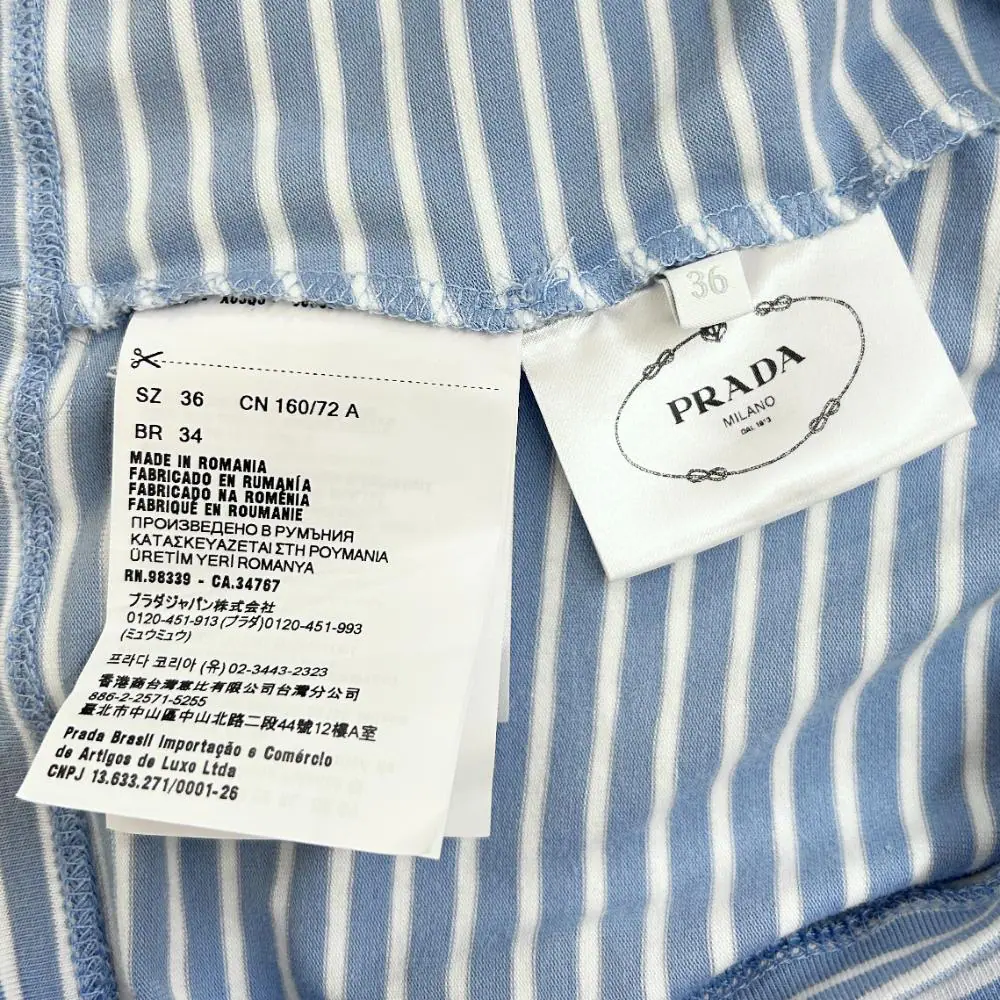 SZ 36 CN 160/72 A
BR 34
MADE IN ROMANIA
FABRICADO EN RUMANÍA
FABRICADO NA ROMÉNIA
FABRIQUÉ EN ROUMANIE
ПРОИЗВЕДЕНО В РУМЪНИЯ
ΚΑΤΑΣΚΕΥΑΖΕΤΑΙ ΣΤΗ ΡΟΥΜΑΝΙΑ
ÜRETİM YERİ ROMANYA
RN.98339 - CA.34767
プラダジャパン株式会社
0120-451-913 (プラダ)0120-451-993
(ミュウミュウ)
프라다 코리아 (유) 02-3443-2323
香港商台灣意比有限公司台灣分公司
886-2-2571-5255
臺北市中山區中山北路二段44號12樓A室
Prada Brasil Importação e Comércio
de Artigos de Luxo Ltda
CNPJ 13.633.271/0001-26
36
PRADA
MILANO
DAL 1913